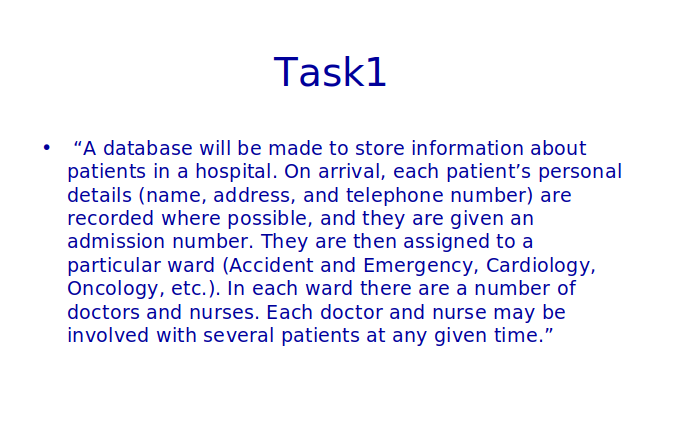 Task1
• “A database will be made to store information about
patients in a hospital. On arrival, each patient’s personal
details (name, address, and telephone number) are
recorded where possible, and they are given an
admission number. They are then assigned to a
particular ward (Accident and Emergency, Cardiology,
Oncology, etc.). In each ward there are a number of
doctors and nurses. Each doctor and nurse may be
involved with several patients at any given time.”